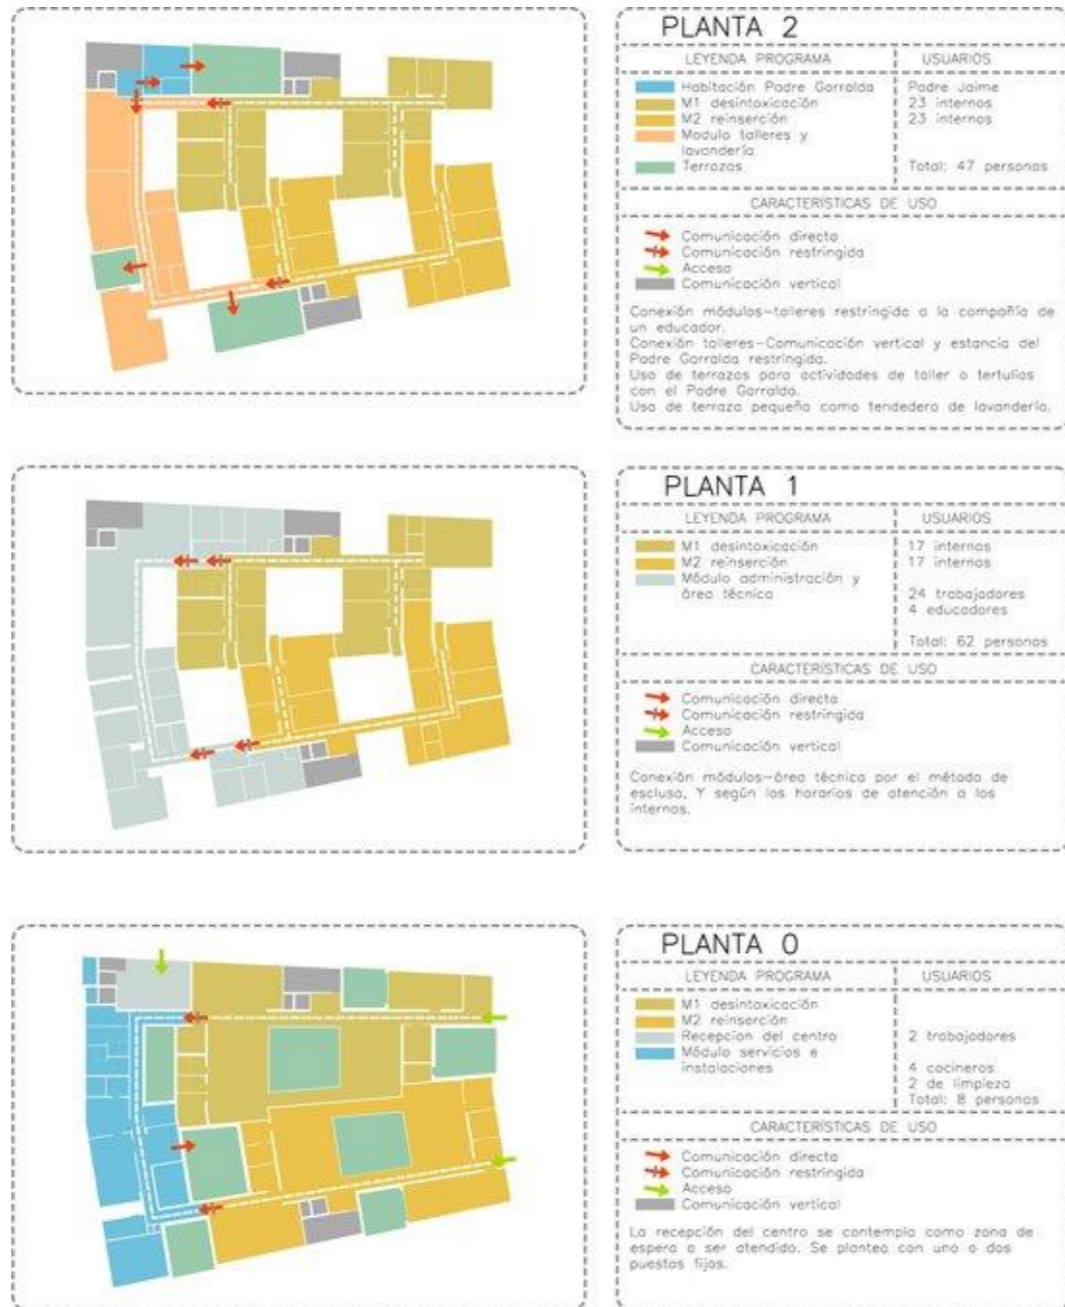 PLANTA 2
LEYENDA PROGRAMA
USUARIOS
Habitación Padre Garralda
Padre Jaime
M1 desintoxicación
23 internos
M2 reinserción
23 internos
Modulo talleres y
lavandería
Terrazas
Total: 47 personas
CARACTERÍSTICAS DE USO
Comunicación directa
Comunicación restringida
Acceso
Comunicación vertical
Conexión módulos-talleres restringida a la compañía de
un educador.
Conexión talleres-Comunicación vertical y estancia del
Padre Garralda restringida.
Uso de terrazas para actividades de taller o tertulias
con el Padre Garralda.
Uso de terraza pequeña como tendedero de lavandería.
PLANTA 1
LEYENDA PROGRAMA
USUARIOS
M1 desintoxicación
17 internos
M2 reinserción
17 internos
Módulo administración y
área técnica
24 trabajadores
4 educadores
Total: 62 personas
CARACTERÍSTICAS DE USO
Comunicación directa
Comunicación restringida
Acceso
Comunicación vertical
Conexión módulos-área técnica por el método de
esclusa, Y según los horarios de atención a los
internos.
PLANTA 0
LEYENDA PROGRAMA
USUARIOS
M1 desintoxicación
M2 reinserción
Recepcion del centro
2 trabajadores
Módulo servicios e
instalaciones
4 cocineros
2 de limpieza
Total: 8 personas
CARACTERÍSTICAS DE USO
Comunicación directa
Comunicación restringida
Acceso
Comunicación vertical
La recepción del centro se contempla como zona de
espera a ser atendido. Se plantea con uno o dos
puestos fijos.